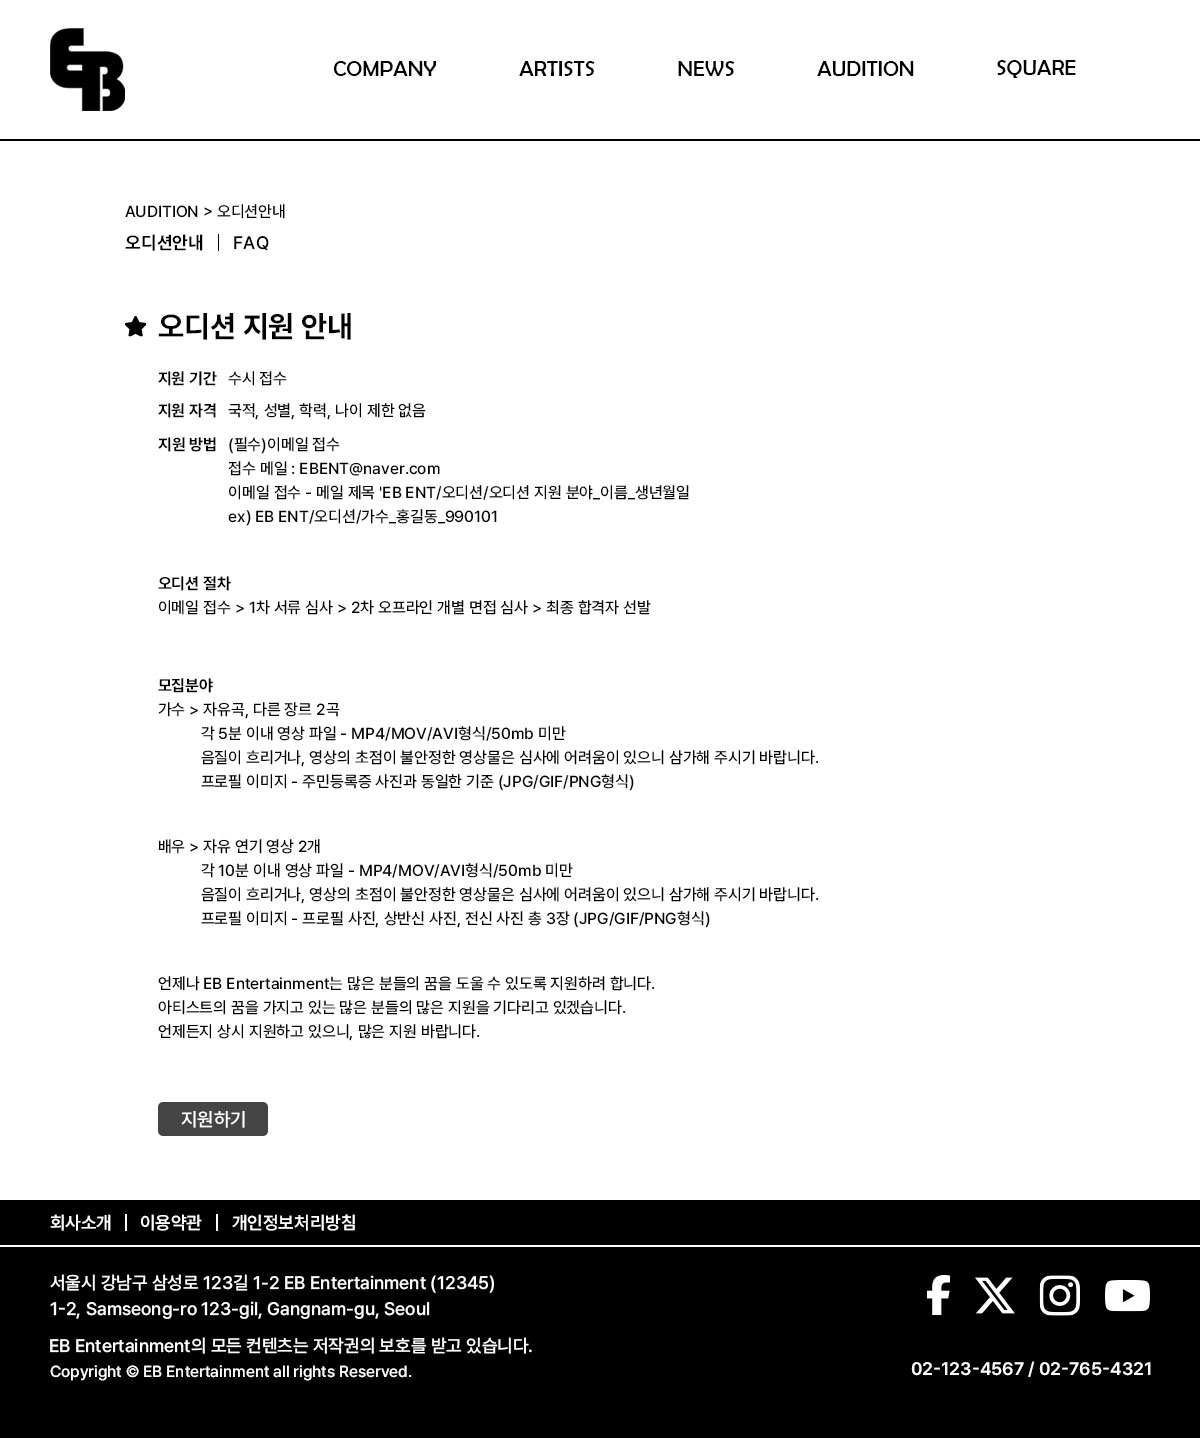 EB
COMPANY ARTISTS NEWS AUDITION SQUARE
AUDITION > 오디션안내
오디션안내 | FAQ
오디션 지원 안내
지원 기간 수시 접수
지원 자격 국적, 성별, 학력, 나이 제한 없음
지원 방법 (필수)이메일 접수
접수 메일 : EBENT@naver.com
이메일 접수 - 메일 제목 'EB ENT/오디션/오디션 지원 분야_이름_생년월일
ex) EB ENT/오디션/가수_홍길동_990101
오디션 절차
이메일 접수 > 1차 서류 심사 > 2차 오프라인 개별 면접 심사 > 최종 합격자 선발
모집분야
가수 > 자유곡, 다른 장르 2곡
각 5분 이내 영상 파일 - MP4/MOV/AVI형식/50mb 미만
음질이 흐리거나, 영상의 초점이 불안정한 영상물은 심사에 어려움이 있으니 삼가해 주시기 바랍니다.
프로필 이미지 - 주민등록증 사진과 동일한 기준 (JPG/GIF/PNG형식)
배우 > 자유 연기 영상 2개
각 10분 이내 영상 파일 - MP4/MOV/AVI형식/50mb 미만
음질이 흐리거나, 영상의 초점이 불안정한 영상물은 심사에 어려움이 있으니 삼가해 주시기 바랍니다.
프로필 이미지 - 프로필 사진, 상반신 사진, 전신 사진 총 3장 (JPG/GIF/PNG형식)
언제나 EB Entertainment는 많은 분들의 꿈을 도울 수 있도록 지원하려 합니다.
아티스트의 꿈을 가지고 있는 많은 분들의 많은 지원을 기다리고 있겠습니다.
언제든지 상시 지원하고 있으니, 많은 지원 바랍니다.
지원하기
회사소개 | 이용약관 | 개인정보처리방침
서울시 강남구 삼성로 123길 1-2 EB Entertainment (12345)
1-2, Samseong-ro 123-gil, Gangnam-gu, Seoul
EB Entertainment의 모든 컨텐츠는 저작권의 보호를 받고 있습니다.
Copyright © EB Entertainment all rights Reserved.
02-123-4567 / 02-765-4321